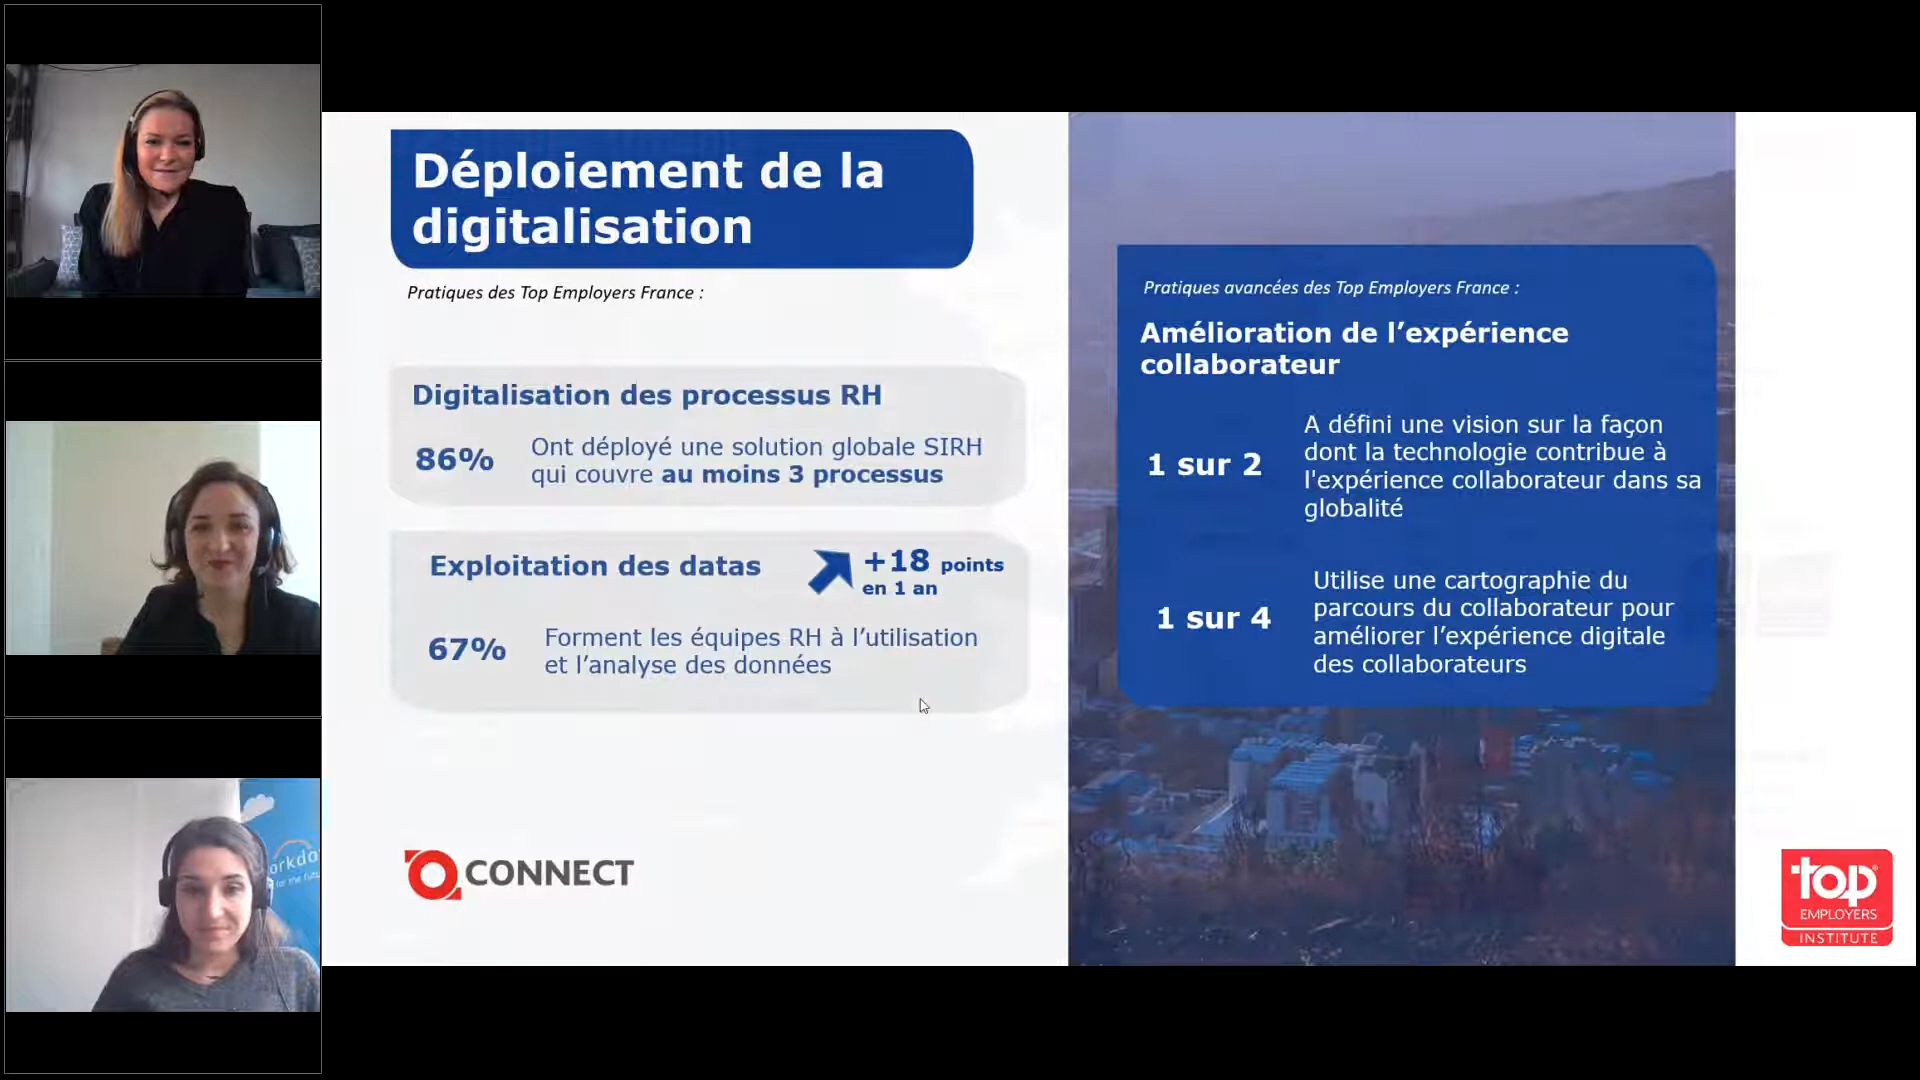 Déploiement de la
digitalisation
Pratiques des Top Employers France :
Digitalisation des processus RH
86%
Ont déployé une solution globale SIRH
qui couvre au moins 3 processus
Exploitation des datas
+18 points
en 1 an
67%
Forment les équipes RH à l’utilisation
et l’analyse des données
CONNECT
Pratiques avancées des Top Employers France :
Amélioration de l’expérience
collaborateur
1 sur 2
A défini une vision sur la façon
dont la technologie contribue à
l'expérience collaborateur dans sa
globalité
1 sur 4
Utilise une cartographie du
parcours du collaborateur pour
améliorer l’expérience digitale
des collaborateurs
top
EMPLOYERS
INSTITUTE